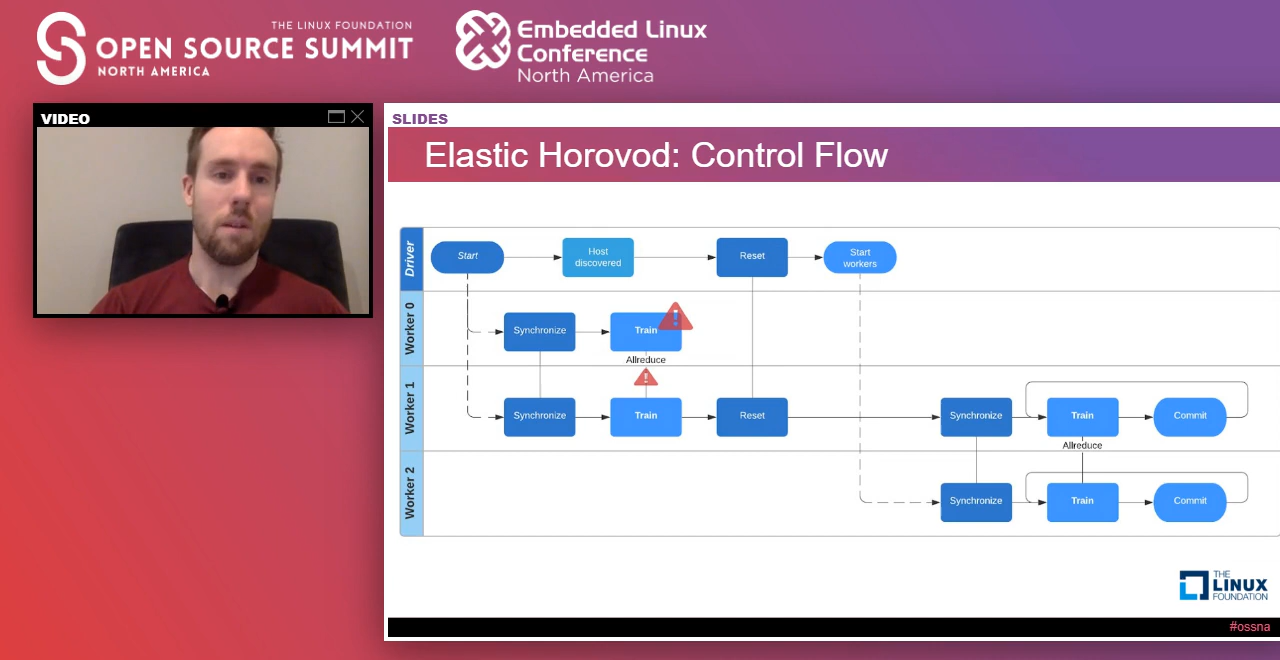 THE LINUX FOUNDATION
OPEN SOURCE SUMMIT
NORTH AMERICA
Embedded Linux
Conference
North America
VIDEO
SLIDES
Elastic Horovod: Control Flow
Driver
Start
Host
discovered
Reset
Start
workers
Worker 0
Synchronize
Train
!
Allreduce
!
Worker 1
Synchronize
Train
Reset
Synchronize
Train
Commit
Allreduce
Worker 2
Synchronize
Train
Commit
THE
LINUX
FOUNDATION
#ossna